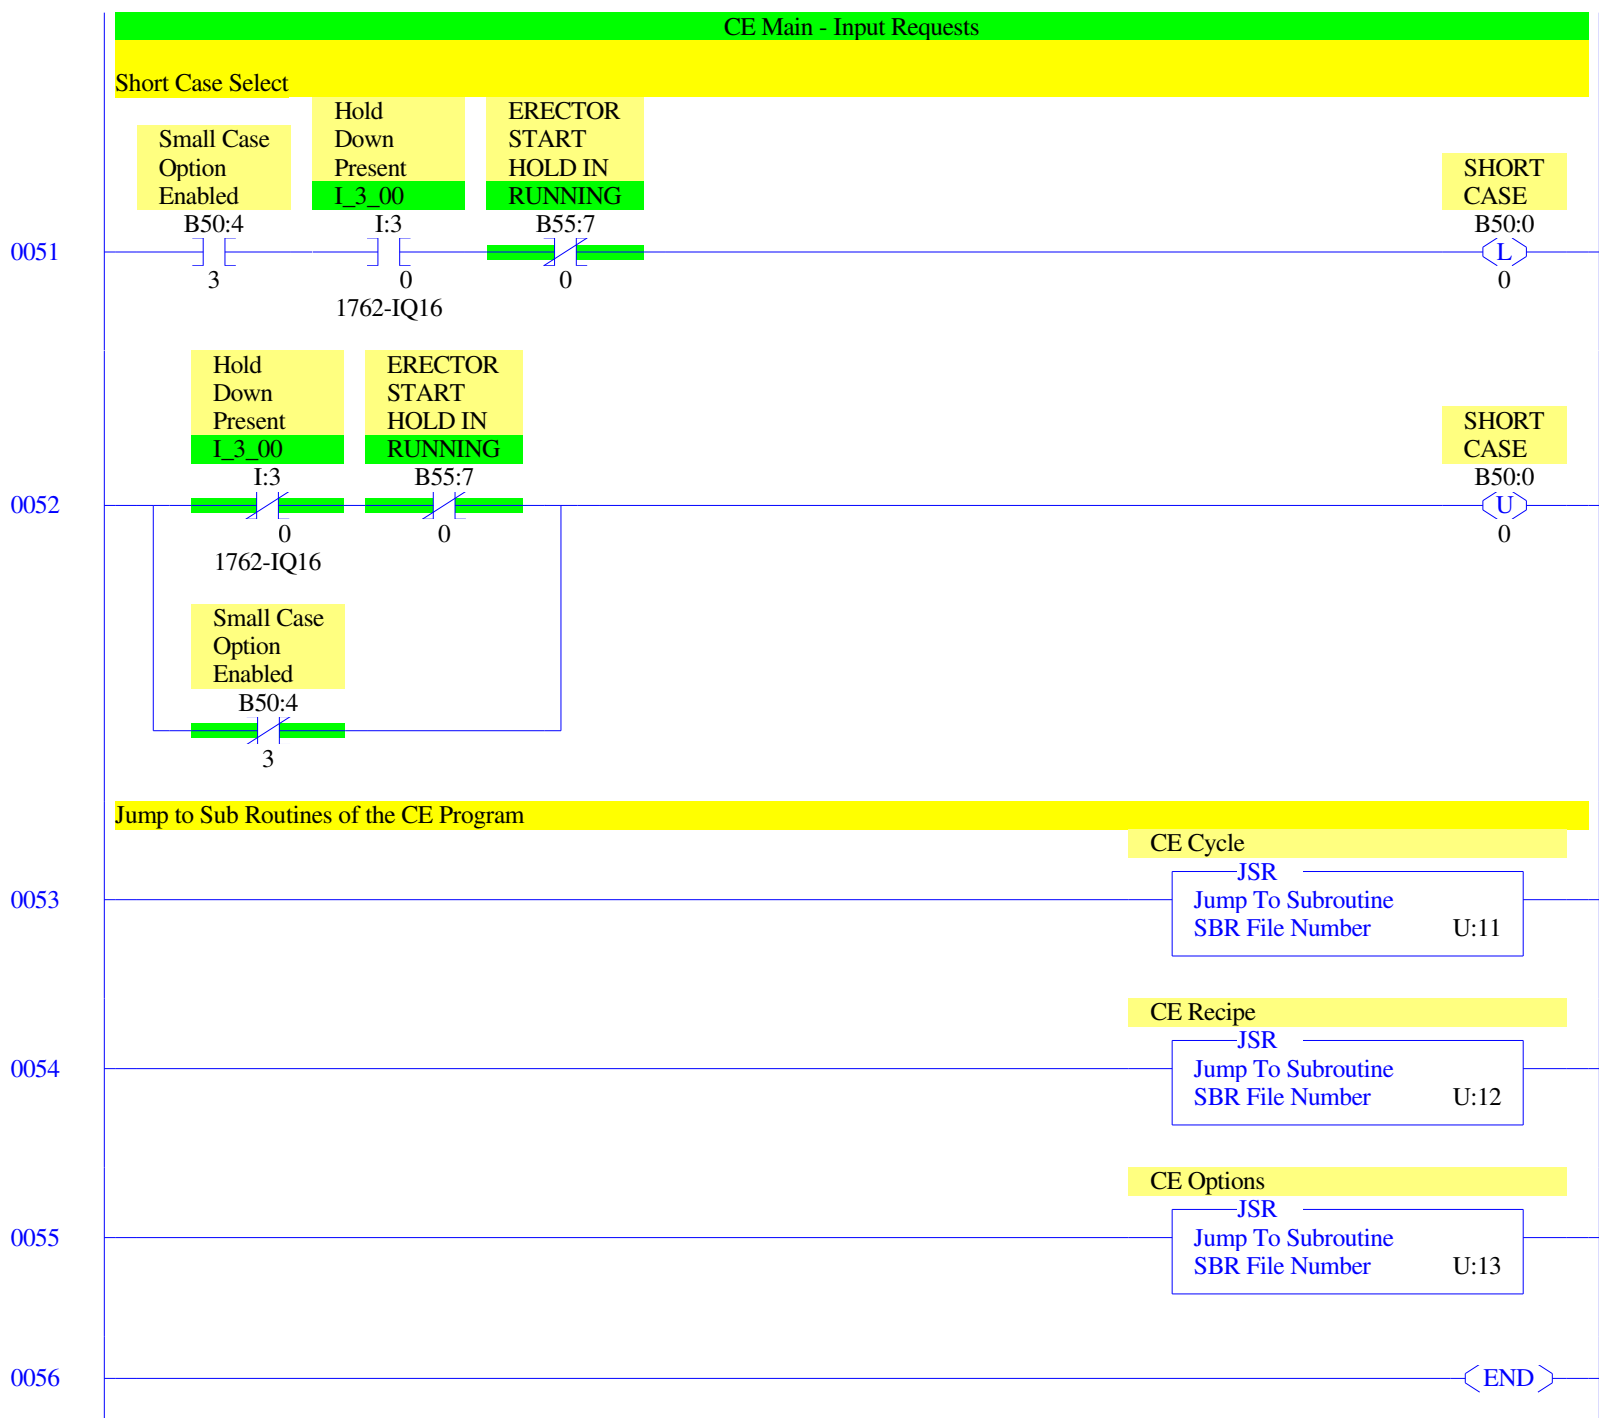 CE Main - Input Requests
Short Case Select
Small Case
Option
Enabled
B50:4
3
Hold
Down
Present
I_3_00
I:3
0
1762-IQ16
ERECTOR
START
HOLD IN
RUNNING
B55:7
0
SHORT
CASE
B50:0
L
0
0051
Hold
Down
Present
I_3_00
I:3
0
1762-IQ16
ERECTOR
START
HOLD IN
RUNNING
B55:7
0
SHORT
CASE
B50:0
U
0
0052
Small Case
Option
Enabled
B50:4
3
Jump to Sub Routines of the CE Program
CE Cycle
JSR
0053
Jump To Subroutine
SBR File Number U:11
CE Recipe
JSR
0054
Jump To Subroutine
SBR File Number U:12
CE Options
JSR
0055
Jump To Subroutine
SBR File Number U:13
0056
END